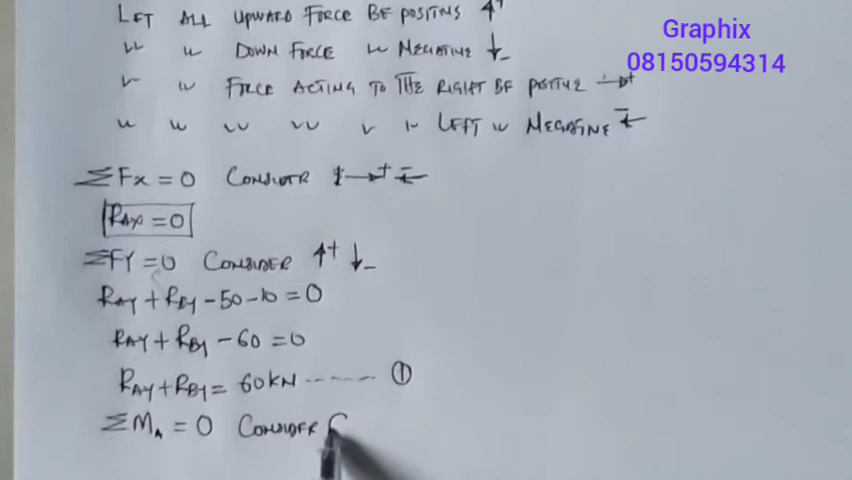 LET ALL UPWARD FORCE BE POSITIVE ↑+
" " DOWN FORCE " NEGATIVE ↓-
" " FORCE ACTING TO THE RIGHT BE POSITIVE →+
" " " " " " LEFT " NEGATIVE ←-
Graphix
08150594314
ΣFx = 0 CONSIDER →+ ←-
RAX = 0
ΣFY = 0 CONSIDER ↑+ ↓-
RAY + RBY - 50 - 10 = 0
RAY + RBY - 60 = 0
RAY + RBY = 60KN ------- ①
ΣMA = 0 CONSIDER